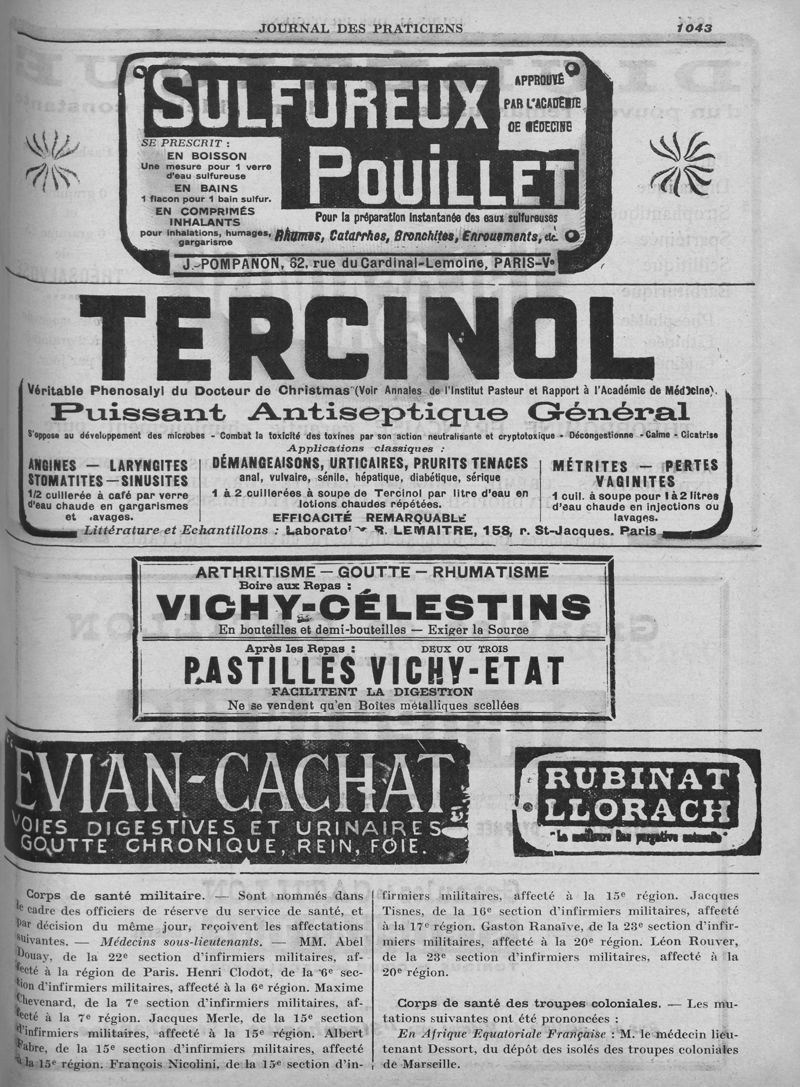 JOURNAL DES PRATICIENS 1043
SULFUREUX
POUILLET
APPROUVÉ
PAR L'ACADÉMIE
DE MÉDECINE
SE PRESCRIT :
EN BOISSON
Une mesure pour 1 verre
d'eau sulfureuse
EN BAINS
1 flacon pour 1 bain sulfur.
EN COMPRIMÉS
INHALANTS
pour inhalations, humages,
gargarisme
Pour la préparation instantanée des eaux sulfureuses
Rhumes, Catarrhes, Bronchites, Enrouements, etc.
J. POMPANON, 62, rue du Cardinal-Lemoine, PARIS-Ve
TERCINOL
Véritable Phenosalyl du Docteur de Christmas (Voir Annales de l'Institut Pasteur et Rapport à l'Académie de Médecine).
Puissant Antiseptique Général
S'oppose au développement des microbes - Combat la toxicité des toxines par son action neutralisante et cryptotoxique - Décongestionne - Calme - Cicatrise
Applications classiques :
ANGINES — LARYNGITES
STOMATITES — SINUSITES
1/2 cuillerée à café par verre
d'eau chaude en gargarismes
et lavages.
DÉMANGEAISONS, URTICAIRES, PRURITS TENACES
anal, vulvaire, sénile, hépatique, diabétique, sérique
1 à 2 cuillerées à soupe de Tercinol par litre d'eau en
lotions chaudes répétées.
EFFICACITÉ REMARQUABLE
MÉTRITES — PERTES
VAGINITES
1 cuil. à soupe pour 1 à 2 litres
d'eau chaude en injections ou
lavages.
Littérature et Echantillons : Laborat R. LEMAITRE, 158, r. St-Jacques. Paris
ARTHRITISME — GOUTTE — RHUMATISME
Boire aux Repas :
VICHY-CÉLESTINS
En bouteilles et demi-bouteilles — Exiger la Source
Après les Repas : DEUX OU TROIS
PASTILLES VICHY-ETAT
FACILITENT LA DIGESTION
Ne se vendent qu'en Boîtes métalliques scellées
EVIAN-CACHAT
VOIES DIGESTIVES ET URINAIRES
GOUTTE CHRONIQUE, REIN, FOIE.
RUBINAT
LLORACH
"La meilleure Eau purgative naturelle"
Corps de santé militaire. — Sont nommés dans
le cadre des officiers de réserve du service de santé, et
par décision du même jour, reçoivent les affectations
suivantes. — Médecins sous-lieutenants. — MM. Abel
Douay, de la 22e section d'infirmiers militaires, af-
fecté à la région de Paris. Henri Clodot, de la 6e sec-
tion d'infirmiers militaires, affecté à la 6e région. Maxime
Chevenard, de la 7e section d'infirmiers militaires, af-
fecté à la 7e région. Jacques Merle, de la 15e section
d'infirmiers militaires, affecté à la 15e région. Albert
Fabre, de la 15e section d'infirmiers militaires, affecté
à la 15e région. François Nicolini, de la 15e section d'in-
firmiers militaires, affecté à la 15e région. Jacques
Tisnes, de la 16e section d'infirmiers militaires, affecté
à la 17e région. Gaston Ranaïve, de la 23e section d'infir-
miers militaires, affecté à la 20e région. Léon Rouver,
de la 23e section d'infirmiers militaires, affecté à la
20e région.
Corps de santé des troupes coloniales. — Les mu-
tations suivantes ont été prononcées :
En Afrique Equatoriale Française : M. le médecin lieu-
tenant Dessort, du dépôt des isolés des troupes coloniales
de Marseille.